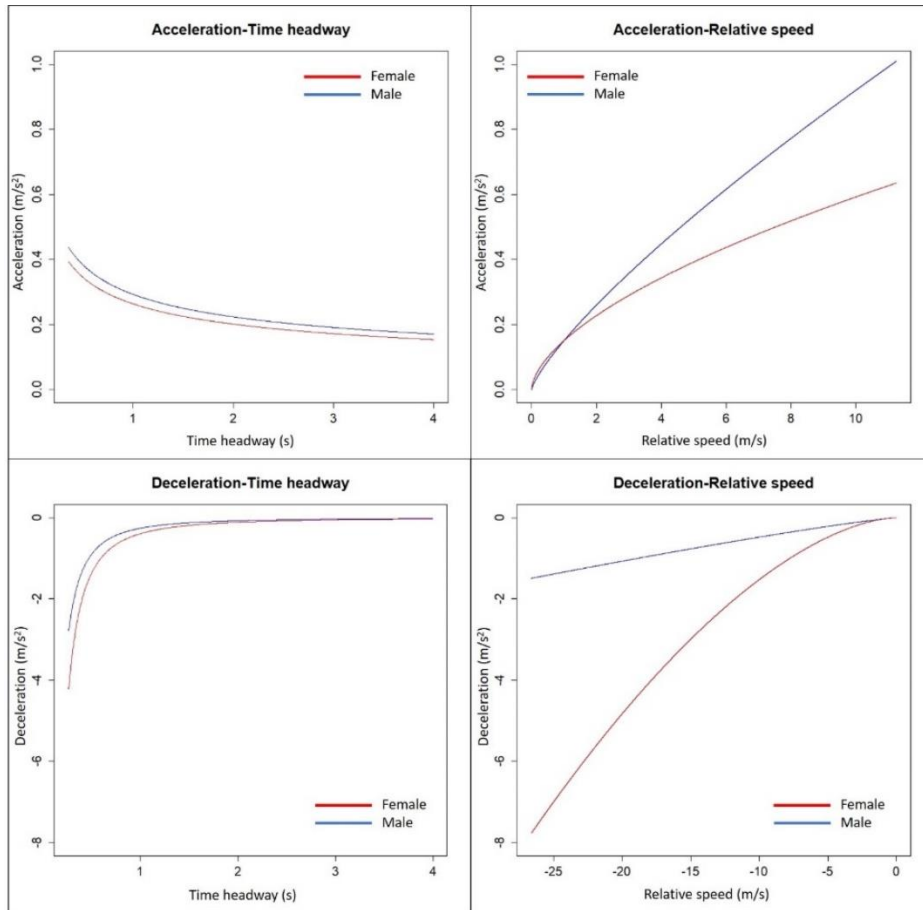 Acceleration-Time headway
Female
Male
Acceleration (m/s²)
0.0 0.2 0.4 0.6 0.8 1.0
1 2 3 4
Time headway (s)
Acceleration-Relative speed
Female
Male
Acceleration (m/s²)
0.0 0.2 0.4 0.6 0.8 1.0
0 2 4 6 8 10
Relative speed (m/s)
Deceleration-Time headway
Deceleration (m/s²)
-8 -6 -4 -2 0
Female
Male
1 2 3 4
Time headway (s)
Deceleration-Relative speed
Deceleration (m/s²)
-8 -6 -4 -2 0
Female
Male
-25 -20 -15 -10 -5 0
Relative speed (m/s)